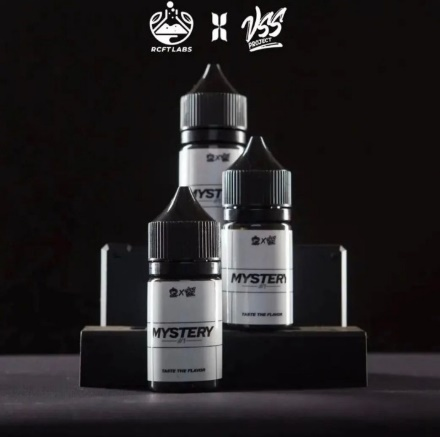 RCFTLABS
X
VSS
PROJECT
MYSTERY
TASTE THE FLAVOR
MYSTERY
TASTE THE FLAVOR
MYSTERY